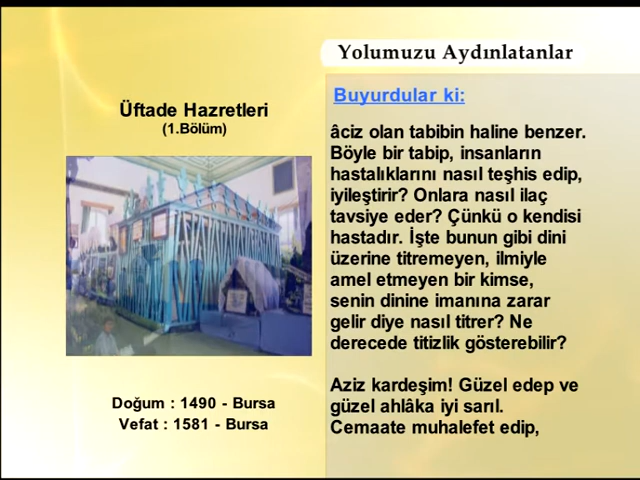 Yolumuzu Aydınlatanlar
Üftade Hazretleri
(1.Bölüm)
Doğum : 1490 - Bursa
Vefat : 1581 - Bursa
Buyurdular ki:
âciz olan tabibin haline benzer.
Böyle bir tabip, insanların
hastalıklarını nasıl teşhis edip,
iyileştirir? Onlara nasıl ilaç
tavsiye eder? Çünkü o kendisi
hastadır. İşte bunun gibi dini
üzerine titremeyen, ilmiyle
amel etmeyen bir kimse,
senin dinine imanına zarar
gelir diye nasıl titrer? Ne
derecede titizlik gösterebilir?
Aziz kardeşim! Güzel edep ve
güzel ahlâka iyi sarıl.
Cemaate muhalefet edip,